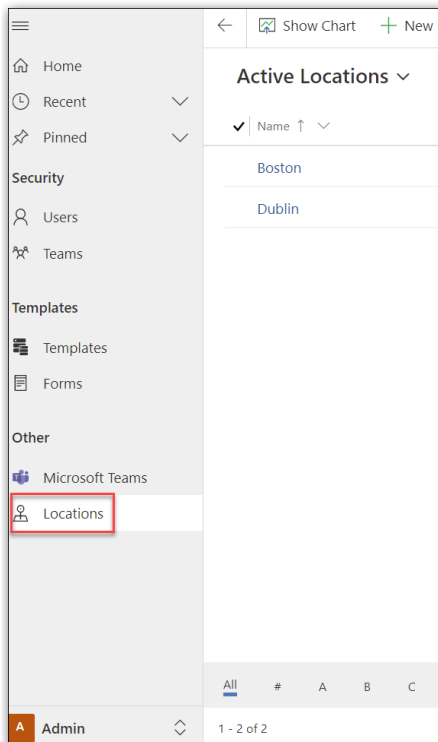 Show Chart
New
Home
Active Locations
Recent
Name
Pinned
Boston
Security
Users
Dublin
Teams
Templates
Templates
Forms
Other
Microsoft Teams
Locations
All # A B C
A Admin
1 - 2 of 2